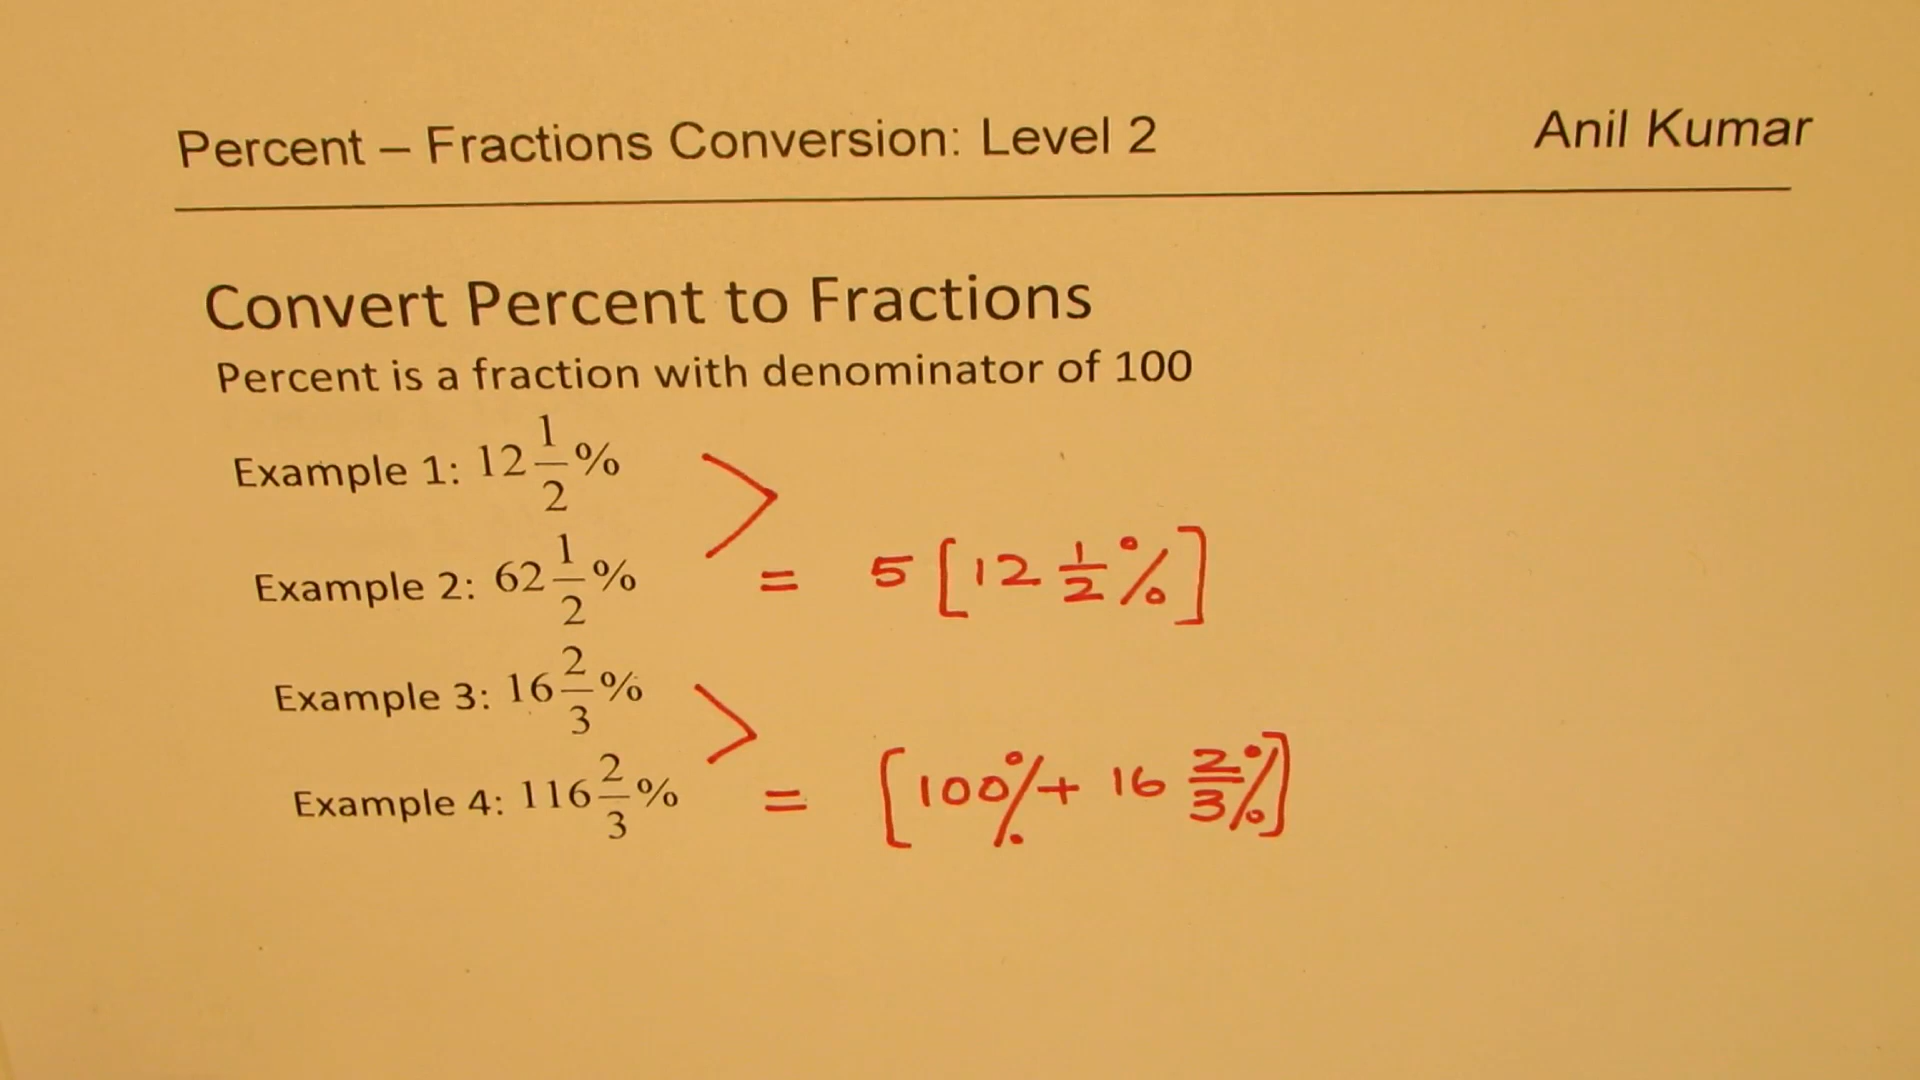 Percent – Fractions Conversion: Level 2 Anil Kumar
Convert Percent to Fractions
Percent is a fraction with denominator of 100
Example 1: 12 1/2 %
Example 2: 62 1/2 % = 5 [12 1/2 %]
Example 3: 16 2/3 %
Example 4: 116 2/3 % = [100% + 16 2/3 %]